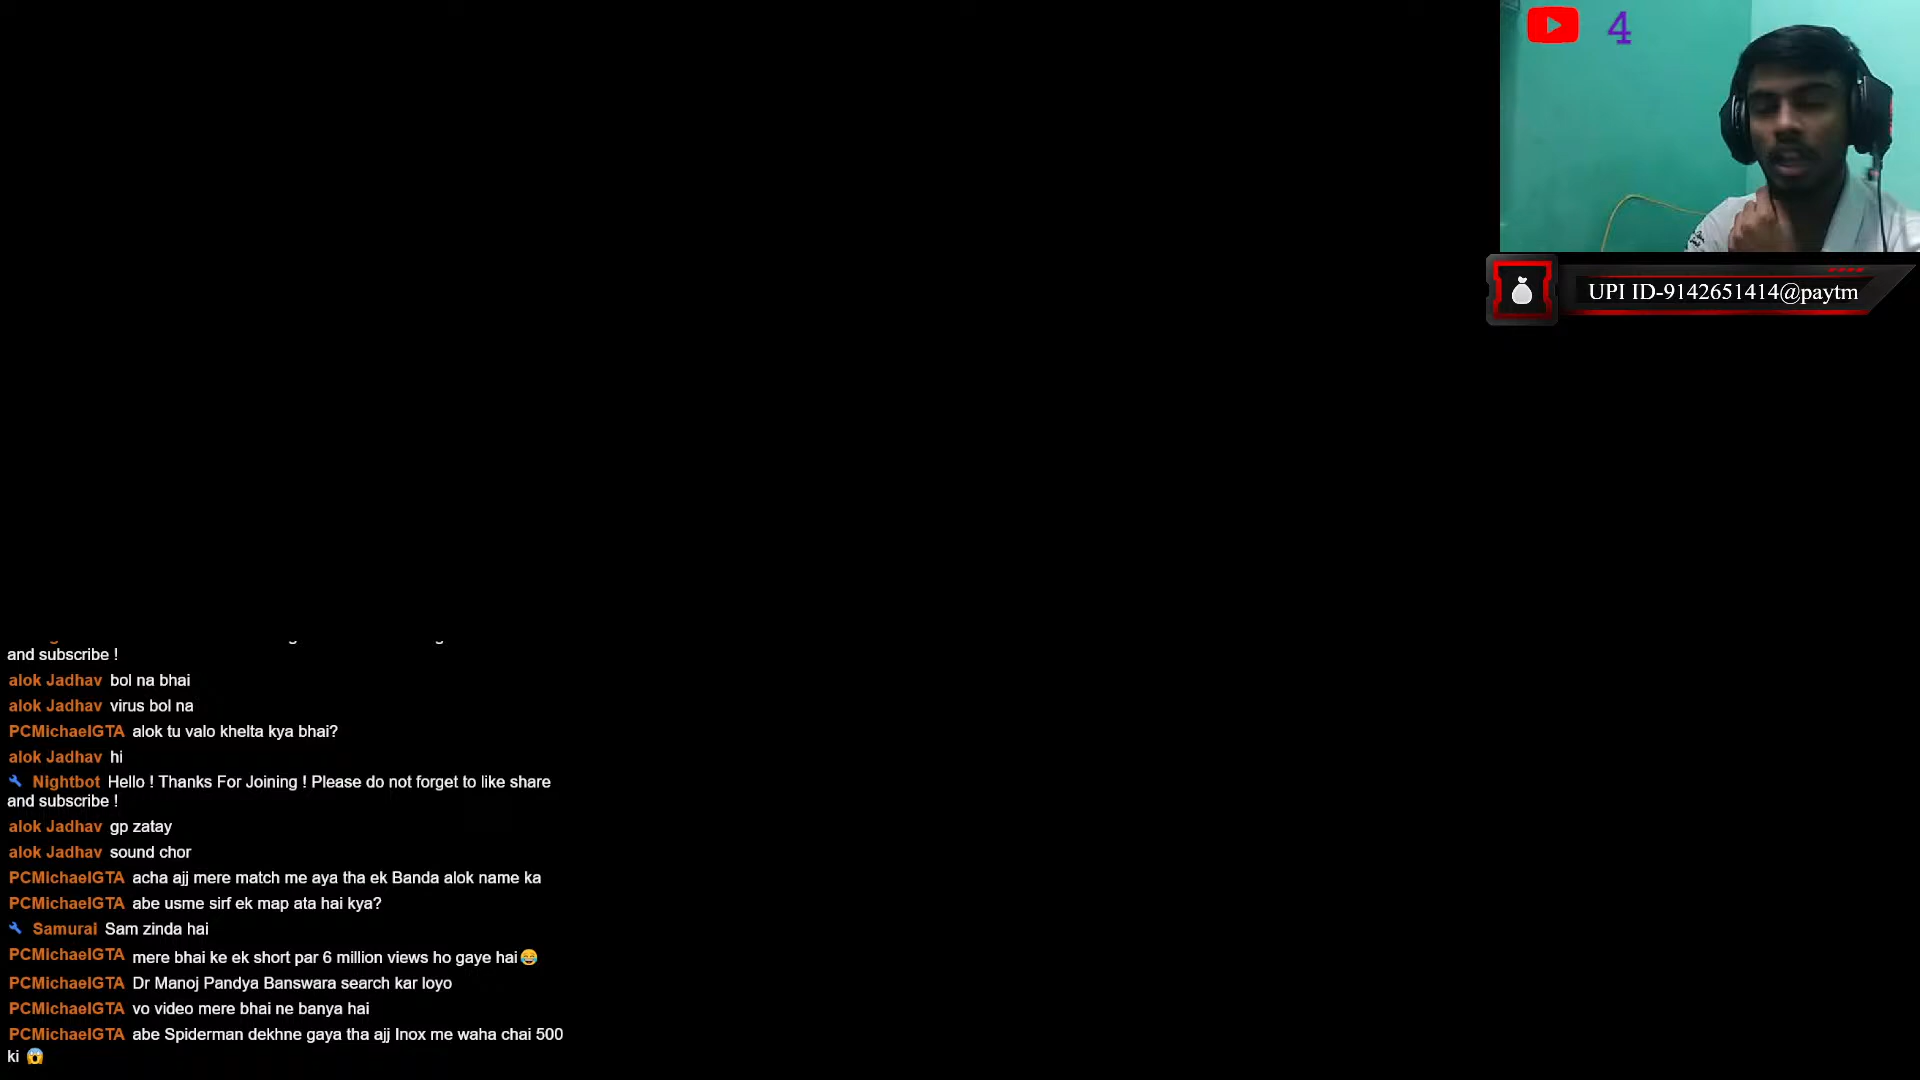 4
UPI ID-9142651414@paytm
and subscribe !
alok Jadhav bol na bhai
alok Jadhav virus bol na
PCMichaelGTA alok tu valo khelta kya bhai?
alok Jadhav hi
Nightbot Hello ! Thanks For Joining ! Please do not forget to like share
and subscribe !
alok Jadhav gp zatay
alok Jadhav sound chor
PCMichaelGTA acha ajj mere match me aya tha ek Banda alok name ka
PCMichaelGTA abe usme sirf ek map ata hai kya?
Samurai Sam zinda hai
PCMichaelGTA mere bhai ke ek short par 6 million views ho gaye hai😂
PCMichaelGTA Dr Manoj Pandya Banswara search kar loyo
PCMichaelGTA vo video mere bhai ne banya hai
PCMichaelGTA abe Spiderman dekhne gaya tha ajj Inox me waha chai 500
ki 😱